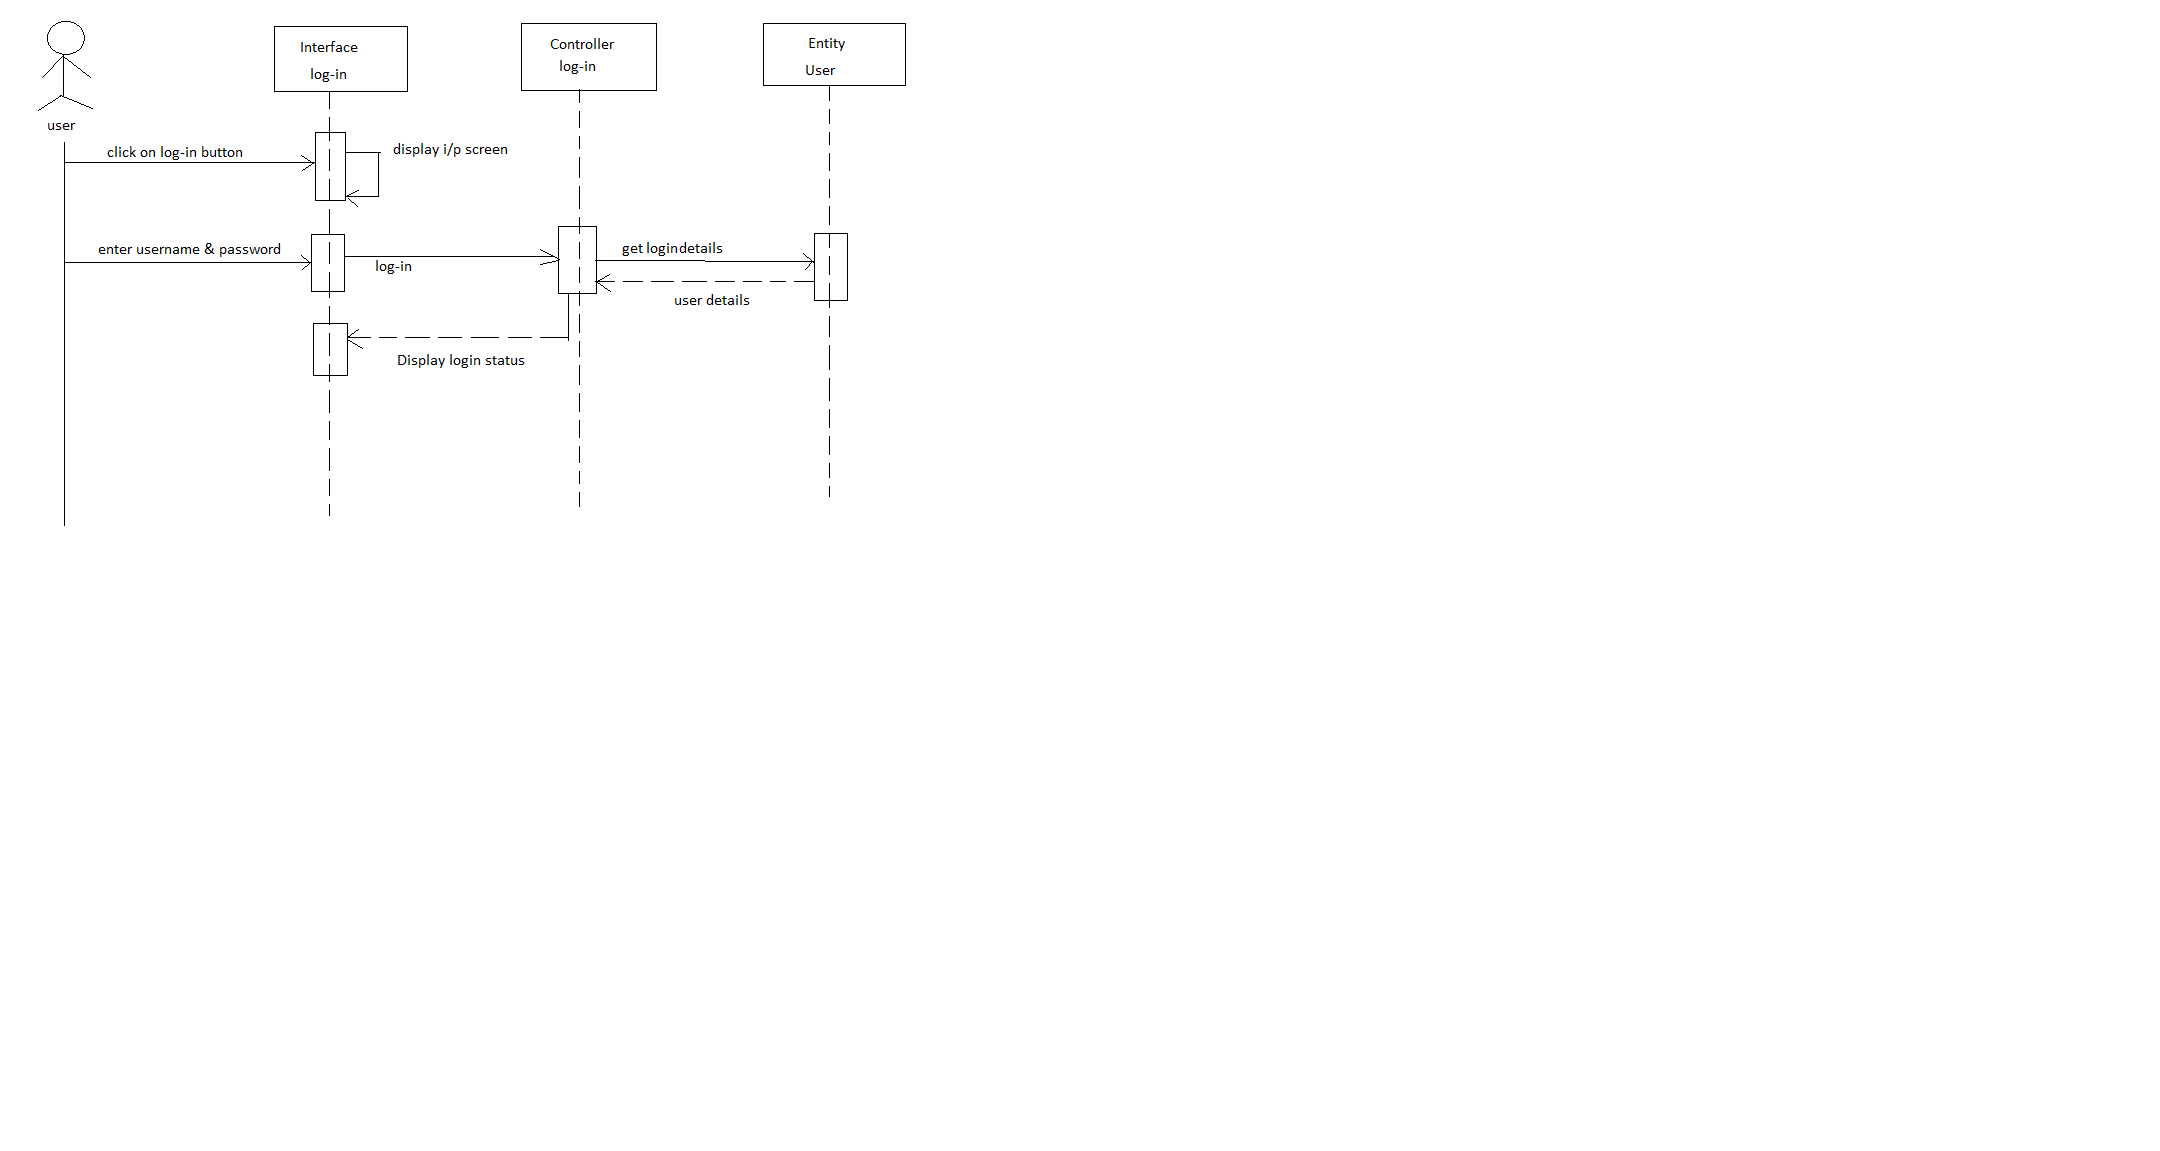 Interface
log-in
Controller
log-in
Entity
User
user
click on log-in button
display i/p screen
enter username & password
log-in
get logindetails
user details
Display login status